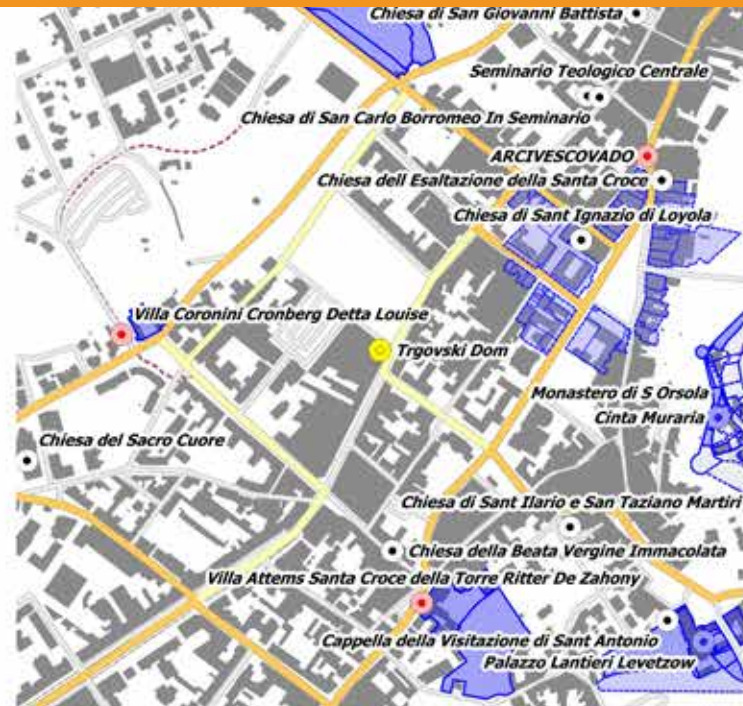 Chiesa di San Giovanni Battista
Seminario Teologico Centrale
Chiesa di San Carlo Borromeo In Seminario
ARCIVESCOVADO
Chiesa dell Esaltazione della Santa Croce
Chiesa di Sant Ignazio di Loyola
Villa Coronini Cronberg Detta Louise
Trgovski Dom
Monastero di S Orsola
Cinta Muraria
Chiesa del Sacro Cuore
Chiesa di Sant Ilario e San Taziano Martiri
Chiesa della Beata Vergine Immacolata
Villa Attems Santa Croce della Torre Ritter De Zahony
Cappella della Visitazione di Sant Antonio
Palazzo Lantieri Levetzow